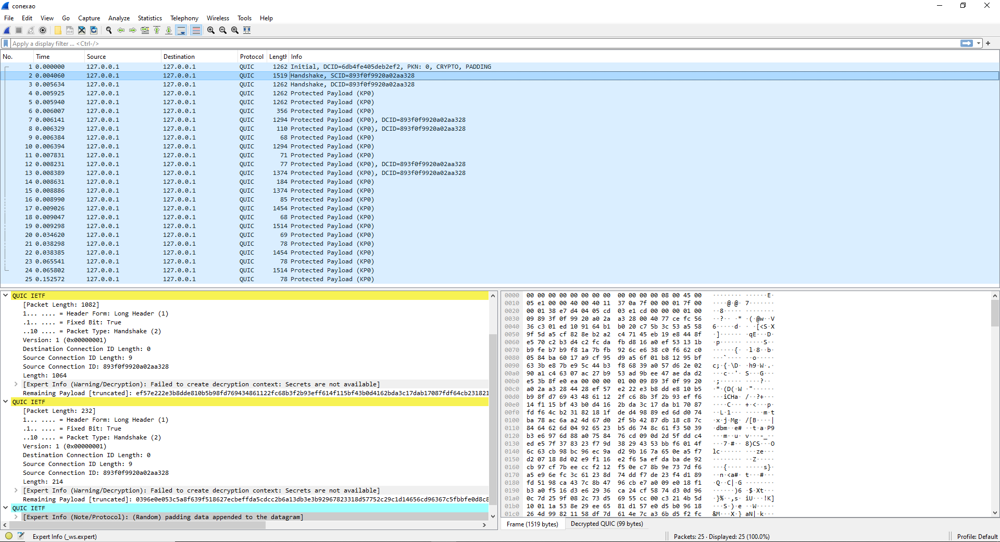 conexao
File Edit View Go Capture Analyze Statistics Telephony Wireless Tools Help
Apply a display filter ... <Ctrl-/>
No. Time Source Destination Protocol Length Info
1 0.000000 127.0.0.1 127.0.0.1 QUIC 1262 Initial, DCID=6db4fe405deb2ef2, PKN: 0, CRYPTO, PADDING
2 0.004060 127.0.0.1 127.0.0.1 QUIC 1519 Handshake, SCID=893f0f9920a02aa328
3 0.005634 127.0.0.1 127.0.0.1 QUIC 1262 Handshake, DCID=893f0f9920a02aa328
4 0.005925 127.0.0.1 127.0.0.1 QUIC 1262 Protected Payload (KP0)
5 0.005940 127.0.0.1 127.0.0.1 QUIC 1262 Protected Payload (KP0)
6 0.006007 127.0.0.1 127.0.0.1 QUIC 356 Protected Payload (KP0)
7 0.006141 127.0.0.1 127.0.0.1 QUIC 1294 Protected Payload (KP0), DCID=893f0f9920a02aa328
8 0.006329 127.0.0.1 127.0.0.1 QUIC 110 Protected Payload (KP0), DCID=893f0f9920a02aa328
9 0.006384 127.0.0.1 127.0.0.1 QUIC 68 Protected Payload (KP0)
10 0.006394 127.0.0.1 127.0.0.1 QUIC 1294 Protected Payload (KP0)
11 0.007831 127.0.0.1 127.0.0.1 QUIC 71 Protected Payload (KP0)
12 0.008231 127.0.0.1 127.0.0.1 QUIC 77 Protected Payload (KP0), DCID=893f0f9920a02aa328
13 0.008389 127.0.0.1 127.0.0.1 QUIC 1374 Protected Payload (KP0), DCID=893f0f9920a02aa328
14 0.008631 127.0.0.1 127.0.0.1 QUIC 184 Protected Payload (KP0)
15 0.008886 127.0.0.1 127.0.0.1 QUIC 1374 Protected Payload (KP0)
16 0.008990 127.0.0.1 127.0.0.1 QUIC 85 Protected Payload (KP0)
17 0.009026 127.0.0.1 127.0.0.1 QUIC 1454 Protected Payload (KP0)
18 0.009047 127.0.0.1 127.0.0.1 QUIC 68 Protected Payload (KP0)
19 0.009298 127.0.0.1 127.0.0.1 QUIC 1514 Protected Payload (KP0)
20 0.034620 127.0.0.1 127.0.0.1 QUIC 69 Protected Payload (KP0)
21 0.038298 127.0.0.1 127.0.0.1 QUIC 78 Protected Payload (KP0)
22 0.038385 127.0.0.1 127.0.0.1 QUIC 1454 Protected Payload (KP0)
23 0.065541 127.0.0.1 127.0.0.1 QUIC 78 Protected Payload (KP0)
24 0.065802 127.0.0.1 127.0.0.1 QUIC 1514 Protected Payload (KP0)
25 0.152572 127.0.0.1 127.0.0.1 QUIC 78 Protected Payload (KP0)
QUIC IETF
[Packet Length: 1082]
1... .... = Header Form: Long Header (1)
.1.. .... = Fixed Bit: True
..10 .... = Packet Type: Handshake (2)
Version: 1 (0x00000001)
Destination Connection ID Length: 0
Source Connection ID Length: 9
Source Connection ID: 893f0f9920a02aa328
Length: 1064
[Expert Info (Warning/Decryption): Failed to create decryption context: Secrets are not available]
Remaining Payload [truncated]: ef57e222e3b8dde810b5b98fd769434861122fc68b3f2b93eff614f115bf43b0d4162bda3c17dab17087fdf64cb231821
QUIC IETF
[Packet Length: 232]
1... .... = Header Form: Long Header (1)
.1.. .... = Fixed Bit: True
..10 .... = Packet Type: Handshake (2)
Version: 1 (0x00000001)
Destination Connection ID Length: 0
Source Connection ID Length: 9
Source Connection ID: 893f0f9920a02aa328
Length: 214
[Expert Info (Warning/Decryption): Failed to create decryption context: Secrets are not available]
Remaining Payload [truncated]: 0396e0e053c5a8f639f518627ecbeffda5cdcc2b6a13db3e3b92967823318d57752c29c1d14656cd96367c5fbbfe0d8c8
QUIC IETF
[Expert Info (Note/Protocol): (Random) padding data appended to the datagram]
0000 00 00 00 00 00 00 00 00 00 00 00 00 08 00 45 00
0010 05 e1 00 00 40 00 40 11 37 0a 7f 00 00 01 7f 00
0020 00 01 38 e7 d4 04 05 cd 03 e1 cd 00 00 00 01 00
0030 09 89 3f 0f 99 20 a0 2a a3 28 00 40 77 ce fc 56
0040 36 c3 01 ed 10 91 64 b1 b0 20 c7 5b 3c 53 a5 58
0050 9f 5d a5 cf 82 8e b2 a2 c4 71 45 eb 19 e8 44 8f
0060 e5 70 c2 b3 d4 c2 fc da fb d8 16 a0 ef 53 13 1b
0070 b9 fe b7 b9 f8 1a 7b fb 92 6c e6 38 c0 f6 62 c0
0080 05 84 ba 60 17 a9 cf 95 d9 a5 6f 01 b8 12 95 bf
0090 63 3b e8 7b e9 5c 44 b3 f8 68 39 a0 57 d6 2e 02
00a0 90 a1 c4 63 07 ac 27 b9 53 ad 9b ee 47 ae da d2
00b0 e5 3b 8f e0 ea 00 00 00 01 00 09 89 3f 0f 99 20
00c0 a0 2a a3 28 44 28 ef 57 e2 22 e3 b8 dd e8 10 b5
00d0 b9 8f d7 69 43 48 61 12 2f c6 8b 3f 2b 93 ef f6
00e0 14 f1 15 bf 43 b0 d4 16 2b da 3c 17 da b1 70 87
00f0 fd f6 4c b2 31 82 18 1f de d4 98 89 ed 6d d0 74
0100 ba 78 ac 6a a2 4d 67 d0 2f 5b 42 87 db 18 c8 7c
0110 84 64 62 6d 04 92 65 23 b5 d6 74 8c 61 f3 50 39
0120 b3 e6 97 6d 88 a0 75 84 76 cd 09 0d 2d 5f dd c4
0130 ed e5 7f 37 83 23 f7 9d 38 29 43 53 bb f6 01 4f
0140 6c 63 cb 98 bc 96 ec 9a d2 9b 16 7a 65 0e a5 f7
0150 d2 07 18 8d 02 e9 f1 16 e2 f6 5a ef da ba de 92
0160 cb 97 cf 7b ee cc f2 12 f5 0e c7 8b 9e 73 7d f6
0170 a5 e9 6e fc 3c 61 23 8d 74 dd f7 de 23 f4 d1 89
0180 fd 51 98 ca 43 7c 8b 47 96 cb e7 a0 09 e0 18 f1
0190 b3 a0 f5 16 d3 e6 29 36 ca 24 cf 58 74 d3 0d 96
01a0 0c 7d 25 9f 08 2c 73 d5 69 55 cc 00 c3 21 4b 5d
01b0 10 01 1a 53 8e 29 ee 65 81 d1 57 e0 d5 b0 96 18
01c0 26 4d 99 82 11 58 df 7d 61 4e 7c a3 6b d5 f2 fc
Frame (1519 bytes) Decrypted QUIC (99 bytes)
Expert Info (_ws.expert) Packets: 25 · Displayed: 25 (100.0%) Profile: Default